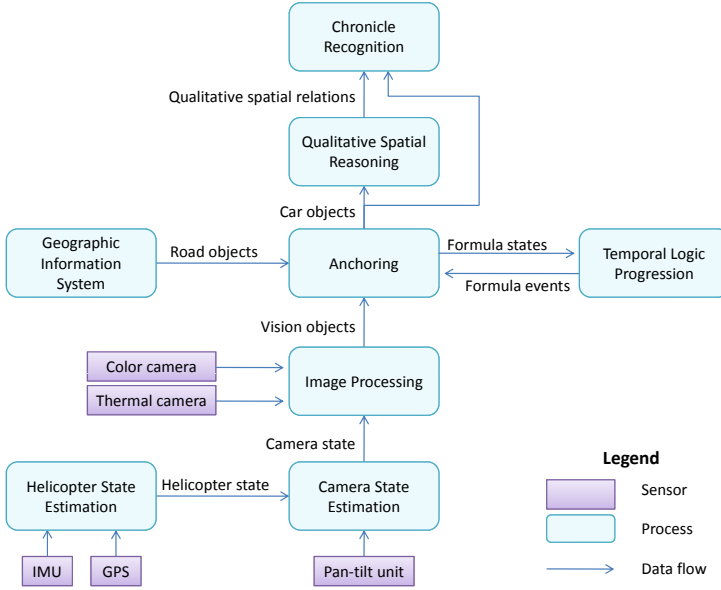 Chronicle
Recognition
Qualitative spatial relations
Qualitative Spatial
Reasoning
Car objects
Geographic
Information
System
Road objects
Anchoring
Formula states
Formula events
Temporal Logic
Progression
Vision objects
Color camera
Thermal camera
Image Processing
Camera state
Helicopter State
Estimation
Helicopter state
Camera State
Estimation
IMU
GPS
Pan-tilt unit
Legend
Sensor
Process
Data flow